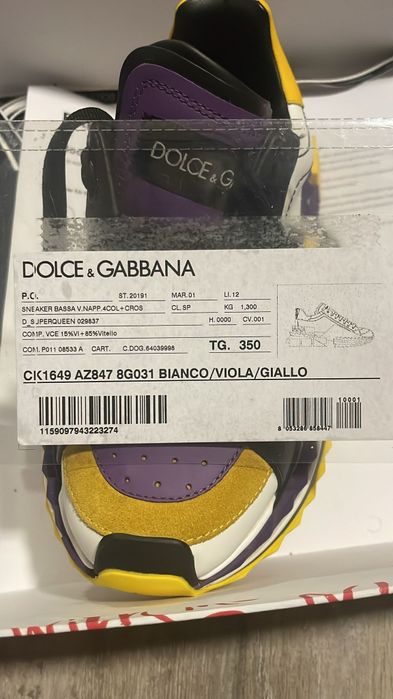 DOLCE & G
DOLCE & GABBANA
P.O. ST. 20191 MAR. 01 LI. 12
SNEAKER BASSA V.NAPP.4COL+CROS CL. SP KG 1,300
D_SUPERQUEEN 029837 H. 0000 CV. 001
COMP. VCE 15%Vi+85%Vitello
COM. P011 08533 A CART. C.DOG. 64039998 TG. 350
CK1649 AZ847 8G031 BIANCO/VIOLA/GIALLO
10001
1159097943223274
8 053286 858447